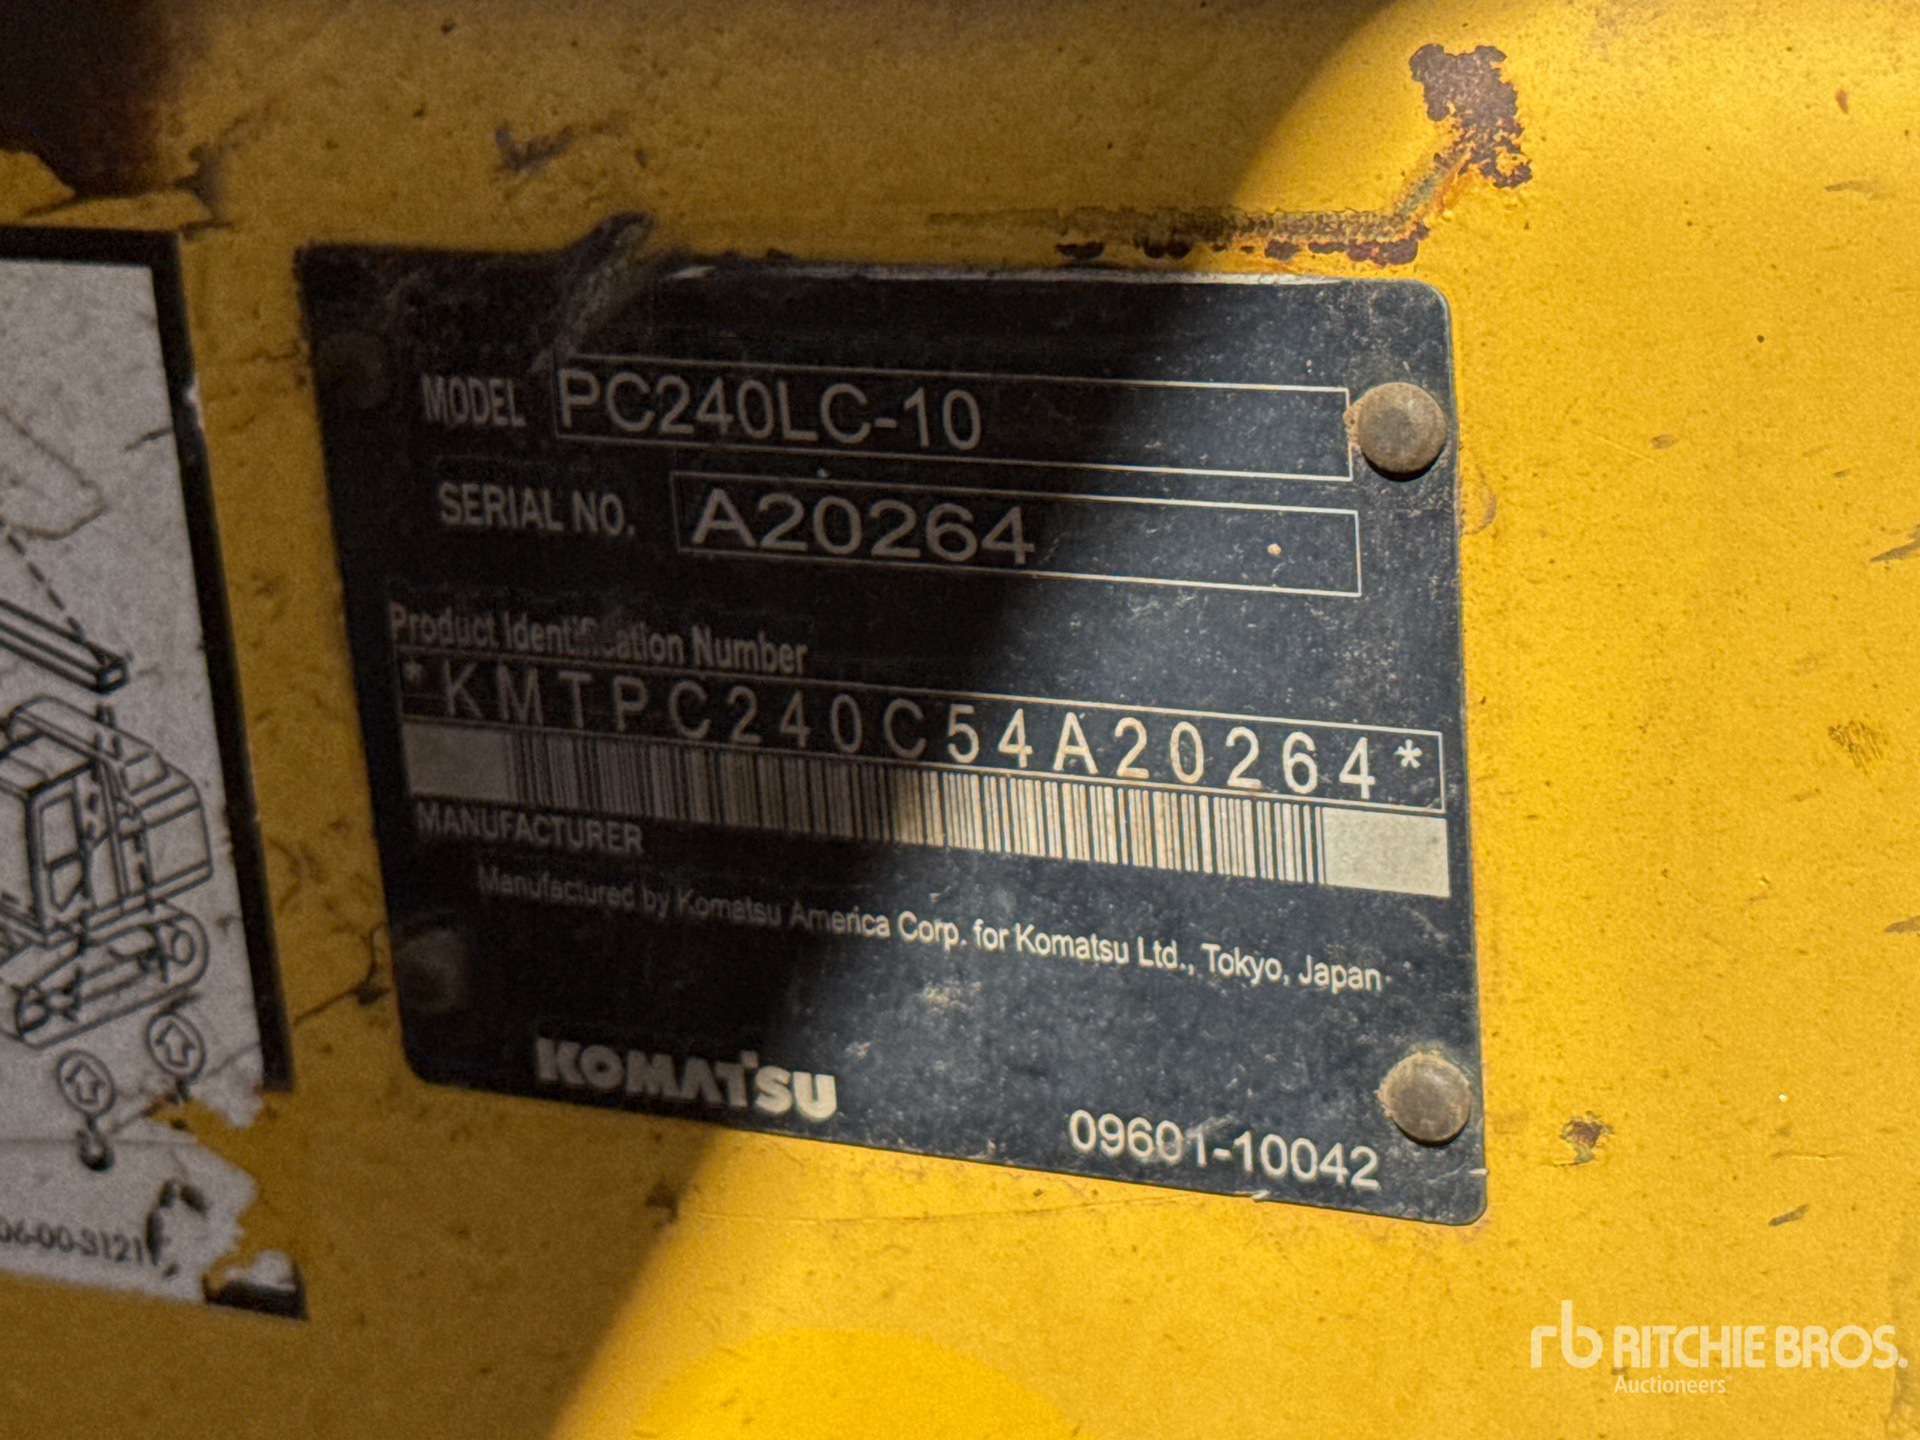 MODEL PC240LC-10
SERIAL NO. A20264
Product Identification Number
*KMTPC240C54A20264*
MANUFACTURER
Manufactured by Komatsu America Corp. for Komatsu Ltd., Tokyo, Japan
KOMATSU
09601-10042
rb RITCHIE BROS.
Auctioneers